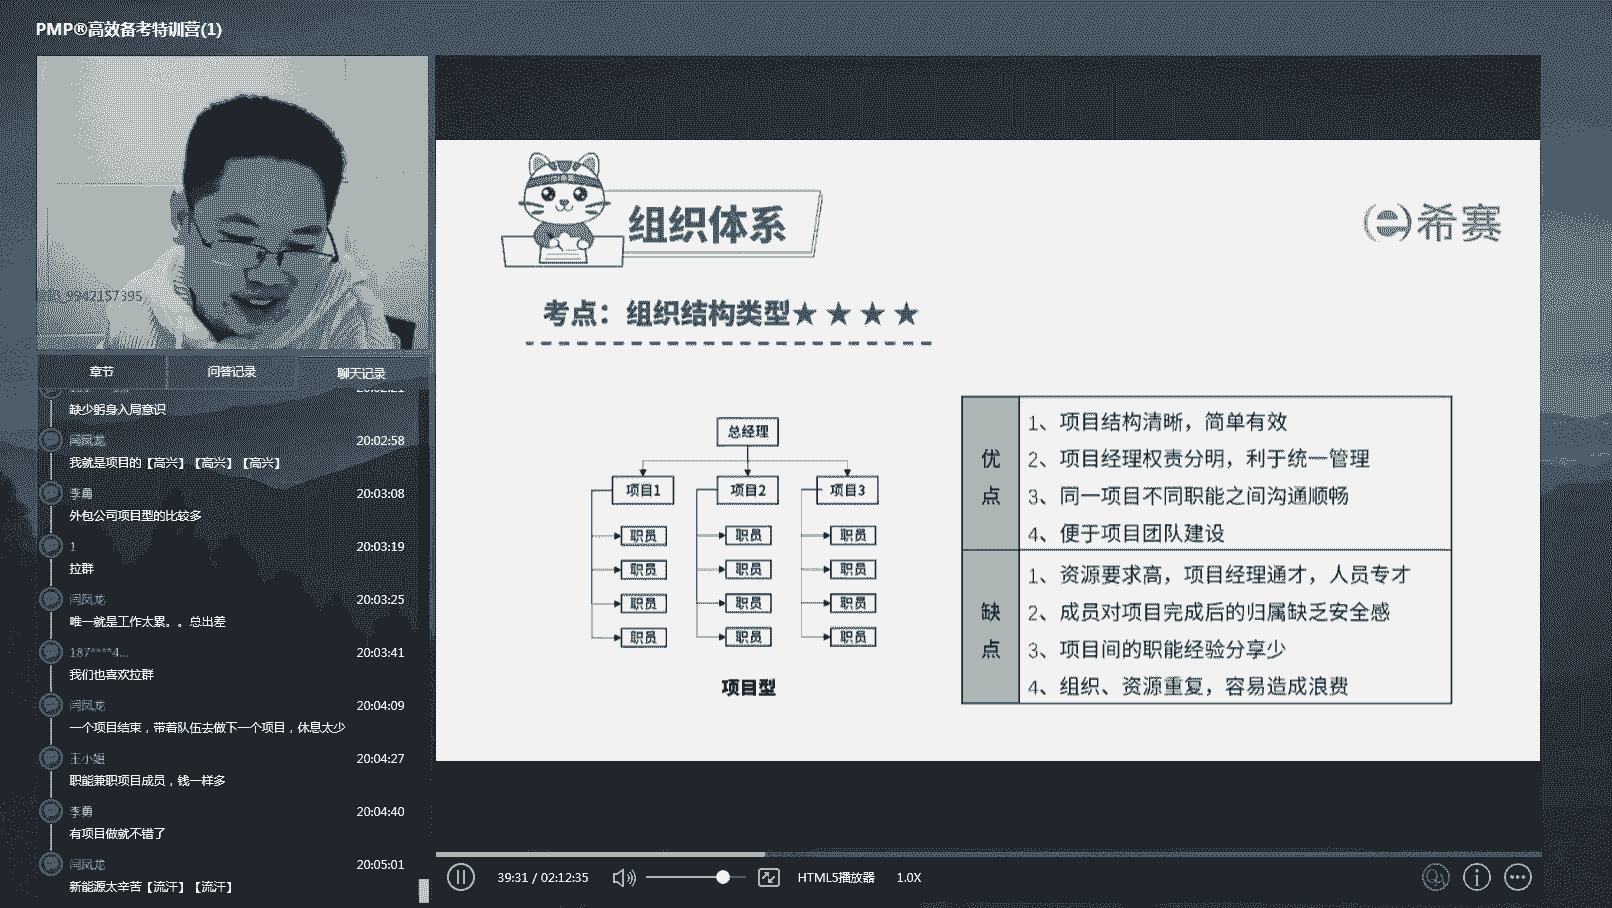 PMP®高效备考特训营(1)
9942157395
章节
问答记录
聊天记录
缺少躬身入局意识
闫凤龙
20:02:58
我就是项目的【高兴】【高兴】【高兴】
李勇
20:03:08
外包公司项目型的比较多
1
20:03:19
拉群
闫凤龙
20:03:25
唯一就是工作太累。。总出差
187****4...
20:03:41
我们也喜欢拉群
闫凤龙
20:04:09
一个项目结束，带着队伍去做下一个项目，休息太少
王小姐
20:04:27
职能兼职项目成员，钱一样多
李勇
20:04:40
有项目做就不错了
闫凤龙
20:05:01
新能源太辛苦【流汗】【流汗】
组织体系
希赛
考点：组织结构类型★★★★
总经理
项目1
项目2
项目3
职员
职员
职员
职员
职员
职员
职员
职员
职员
职员
职员
职员
项目型
优点
1、项目结构清晰，简单有效
2、项目经理权责分明，利于统一管理
3、同一项目不同职能之间沟通顺畅
4、便于项目团队建设
缺点
1、资源要求高，项目经理通才，人员专才
2、成员对项目完成后的归属缺乏安全感
3、项目间的职能经验分享少
4、组织、资源重复，容易造成浪费
39:31 / 02:12:35
HTML5播放器
1.0X